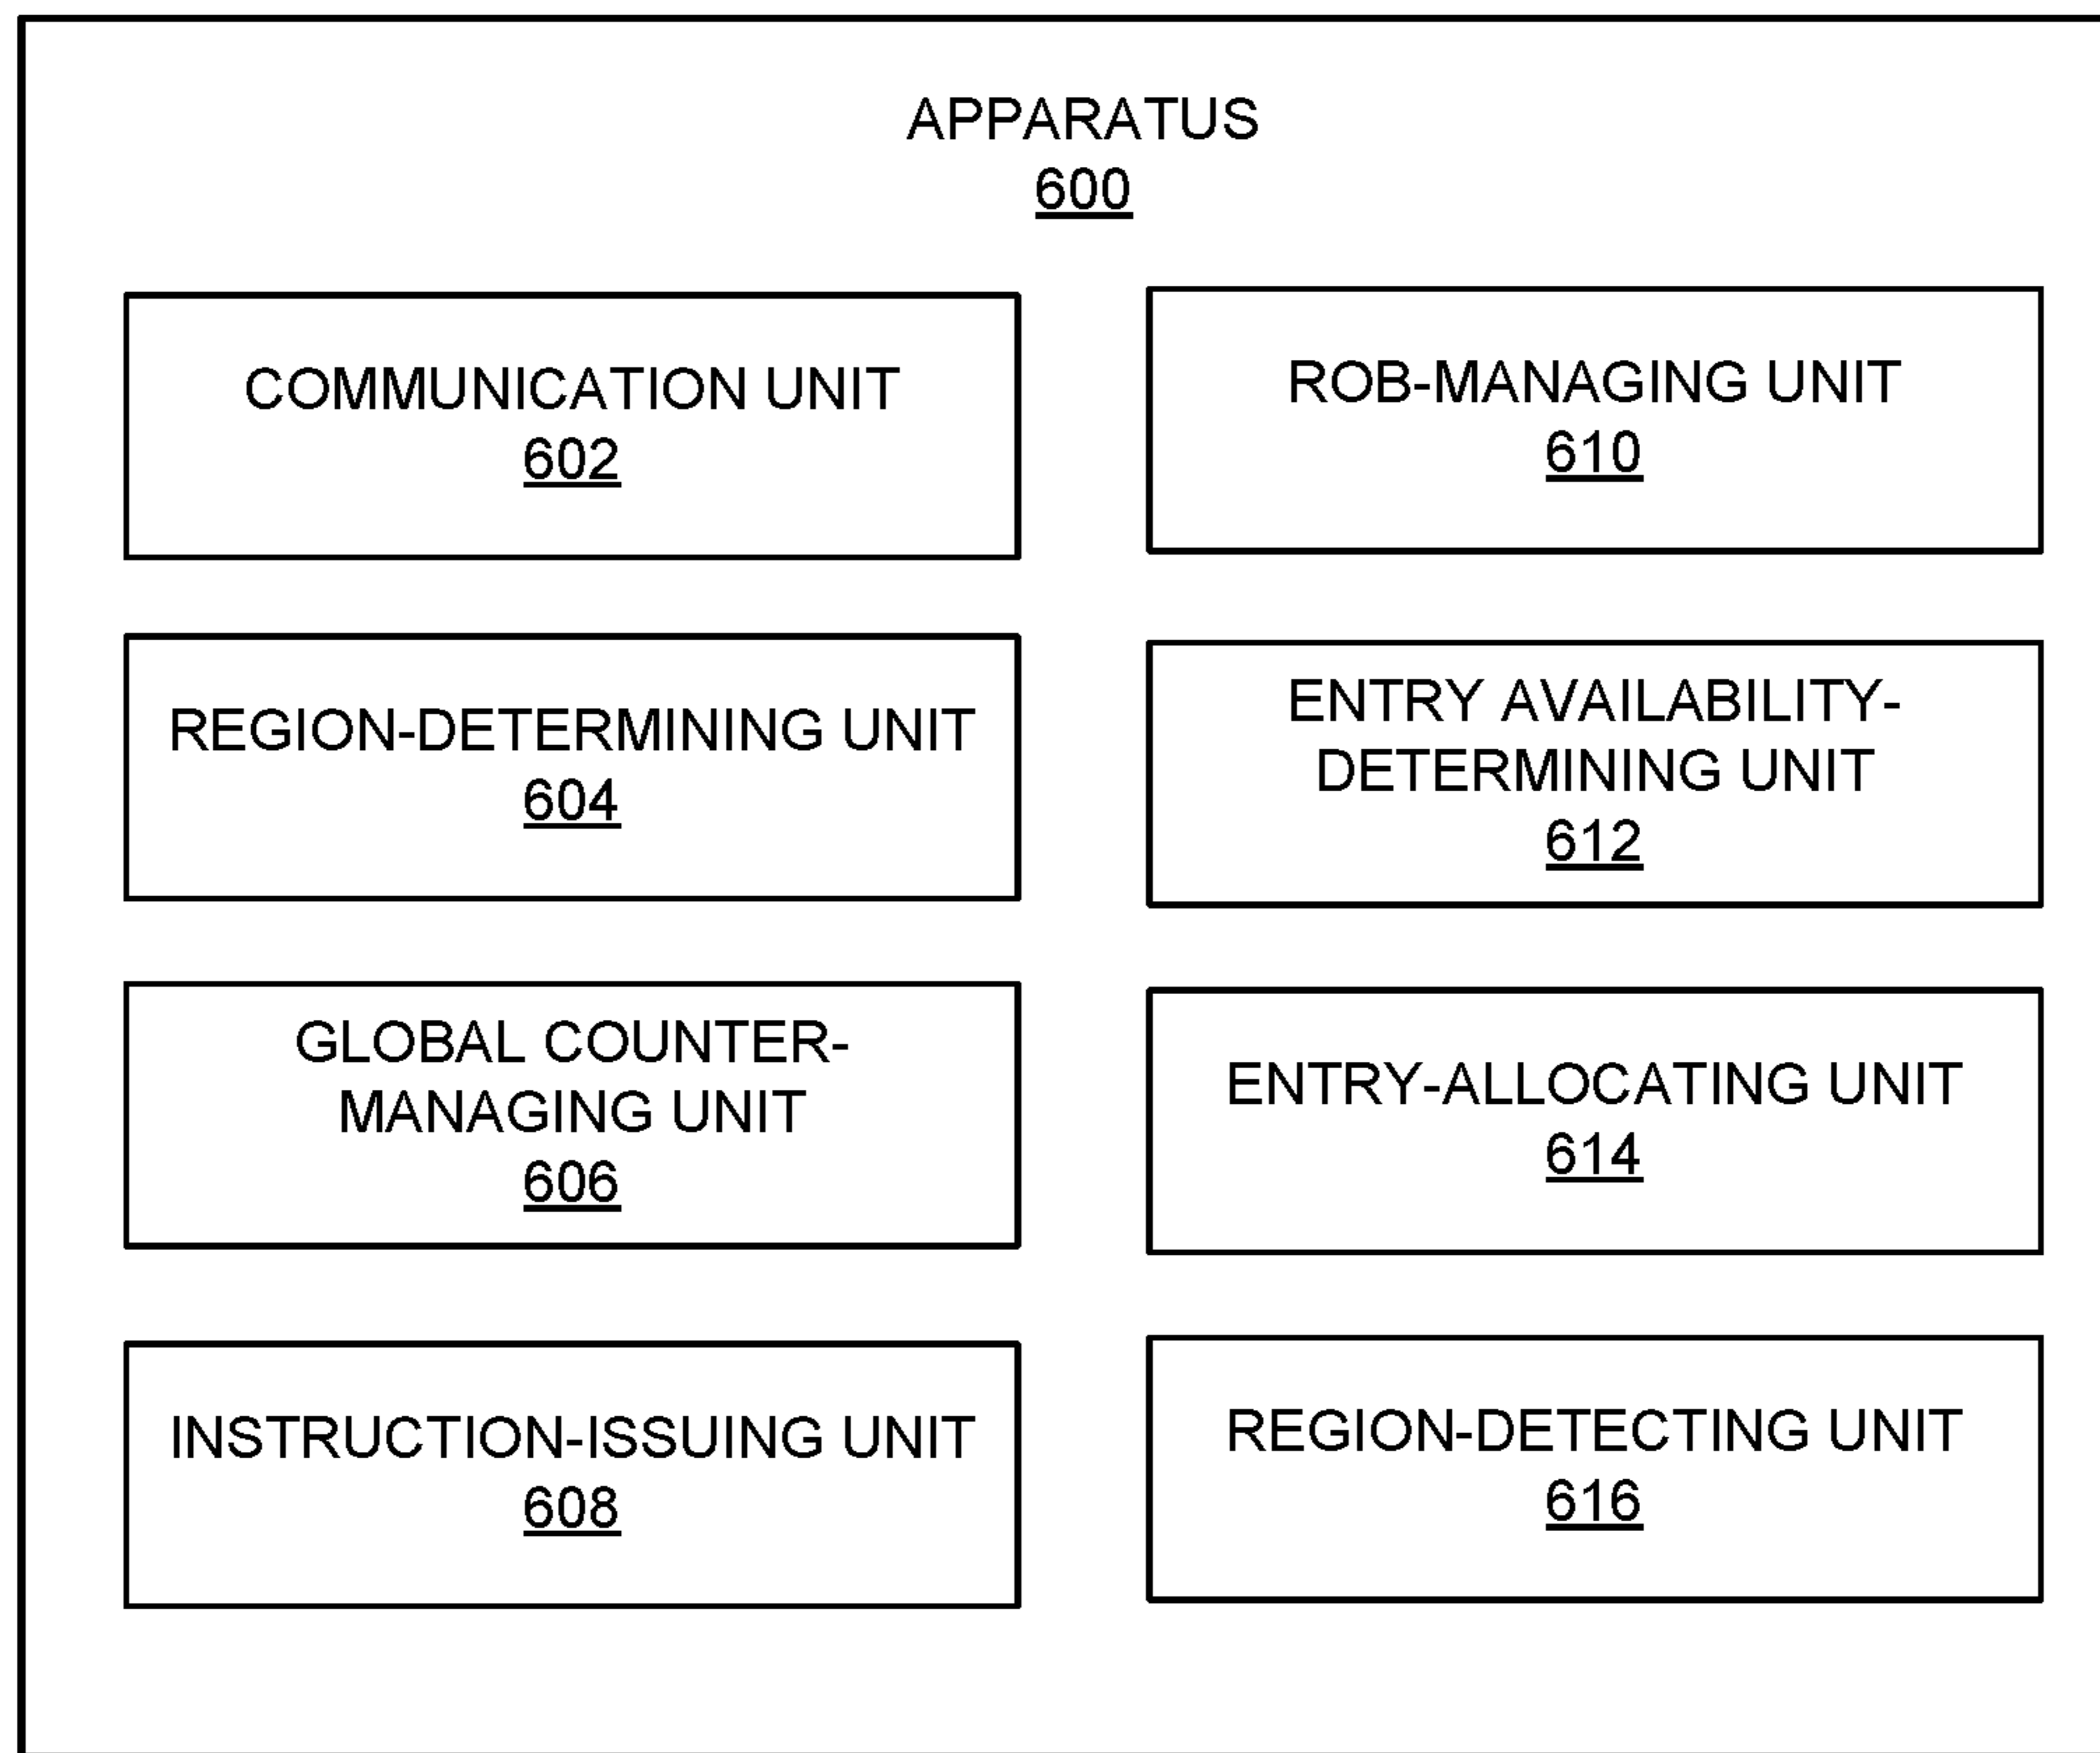 APPARATUS
600
COMMUNICATION UNIT
602
REGION-DETERMINING UNIT
604
GLOBAL COUNTER-
MANAGING UNIT
606
INSTRUCTION-ISSUING UNIT
608
ROB-MANAGING UNIT
610
ENTRY AVAILABILITY-
DETERMINING UNIT
612
ENTRY-ALLOCATING UNIT
614
REGION-DETECTING UNIT
616